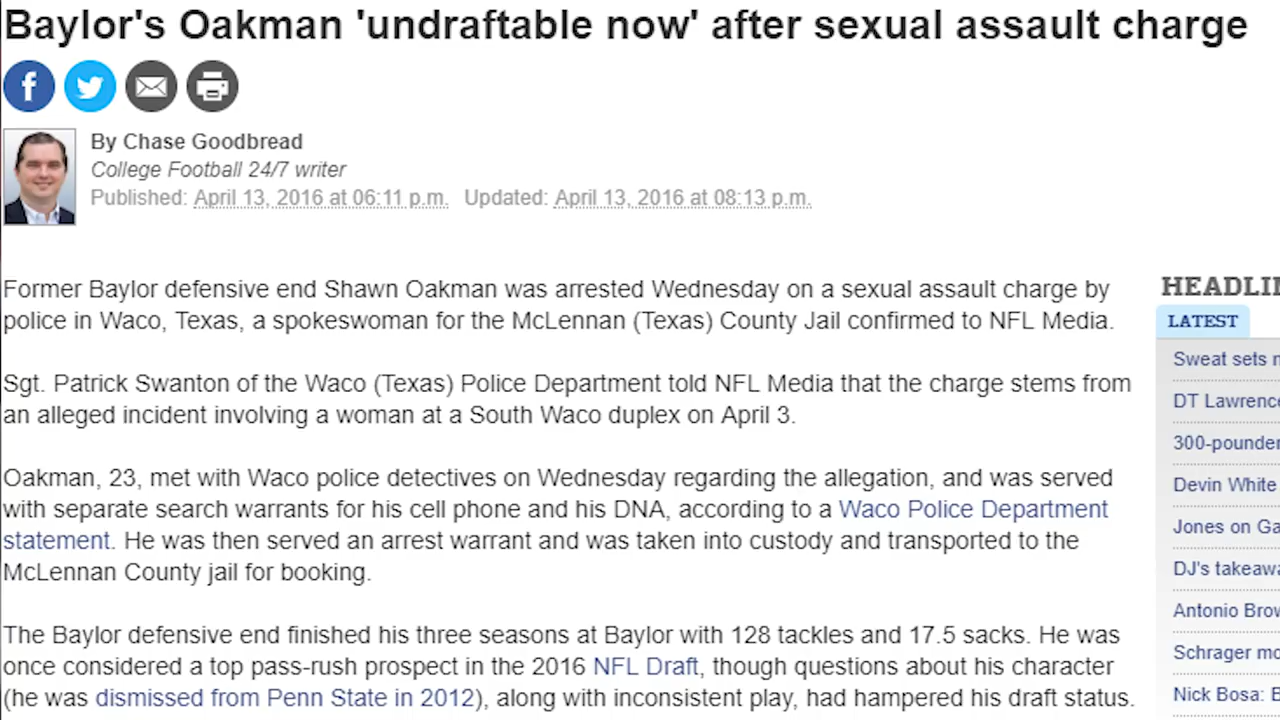 Baylor's Oakman 'undraftable now' after sexual assault charge
By Chase Goodbread
College Football 24/7 writer
Published: April 13, 2016 at 06:11 p.m. Updated: April 13, 2016 at 08:13 p.m.
Former Baylor defensive end Shawn Oakman was arrested Wednesday on a sexual assault charge by
police in Waco, Texas, a spokeswoman for the McLennan (Texas) County Jail confirmed to NFL Media.
Sgt. Patrick Swanton of the Waco (Texas) Police Department told NFL Media that the charge stems from
an alleged incident involving a woman at a South Waco duplex on April 3.
Oakman, 23, met with Waco police detectives on Wednesday regarding the allegation, and was served
with separate search warrants for his cell phone and his DNA, according to a Waco Police Department
statement. He was then served an arrest warrant and was taken into custody and transported to the
McLennan County jail for booking.
The Baylor defensive end finished his three seasons at Baylor with 128 tackles and 17.5 sacks. He was
once considered a top pass-rush prospect in the 2016 NFL Draft, though questions about his character
(he was dismissed from Penn State in 2012), along with inconsistent play, had hampered his draft status.
LATEST
Sweat sets
DT
300-pounder
Devin White
Jones on
DJ's
Antonio
Schrager
Nick Bosa: